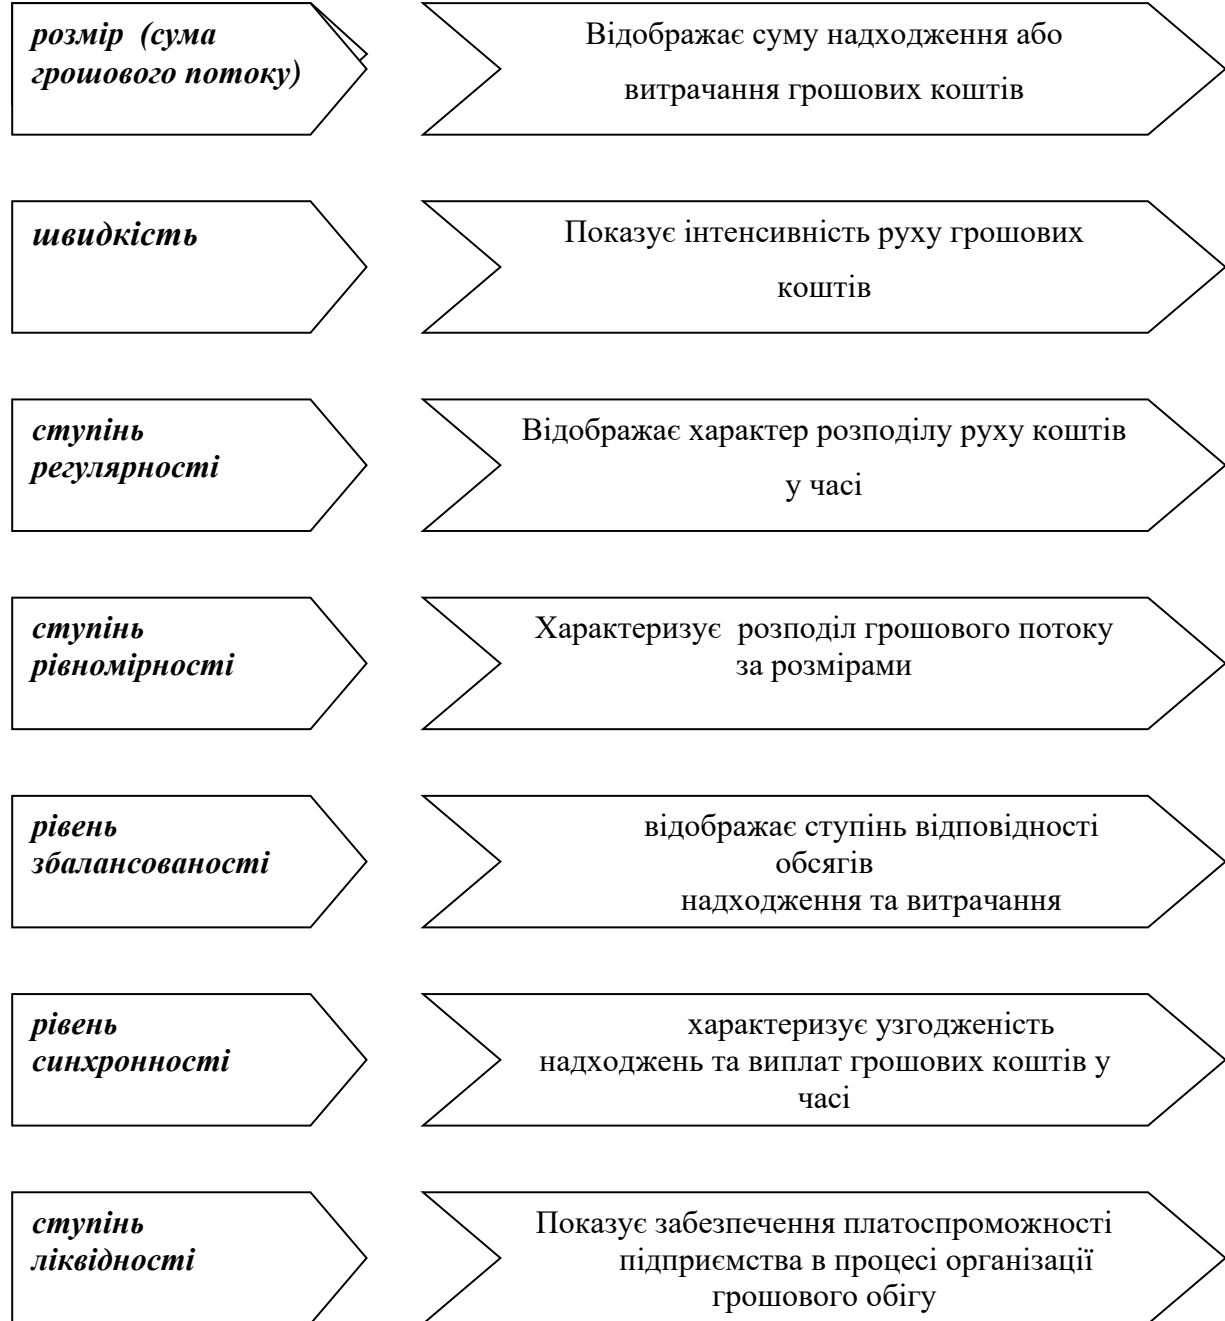 розмір (сума
грошового потоку)
Відображає суму надходження або
витрачання грошових коштів
швидкість
Показує інтенсивність руху грошових
коштів
ступінь
регулярності
Відображає характер розподілу руху коштів
у часі
ступінь
рівномірності
Характеризує розподіл грошового потоку
за розмірами
рівень
збалансованості
відображає ступінь відповідності
обсягів
надходження та витрачання
рівень
синхронності
характеризує узгодженість
надходжень та виплат грошових коштів у
часі
ступінь
ліквідності
Показує забезпечення платоспроможності
підприємства в процесі організації
грошового обігу